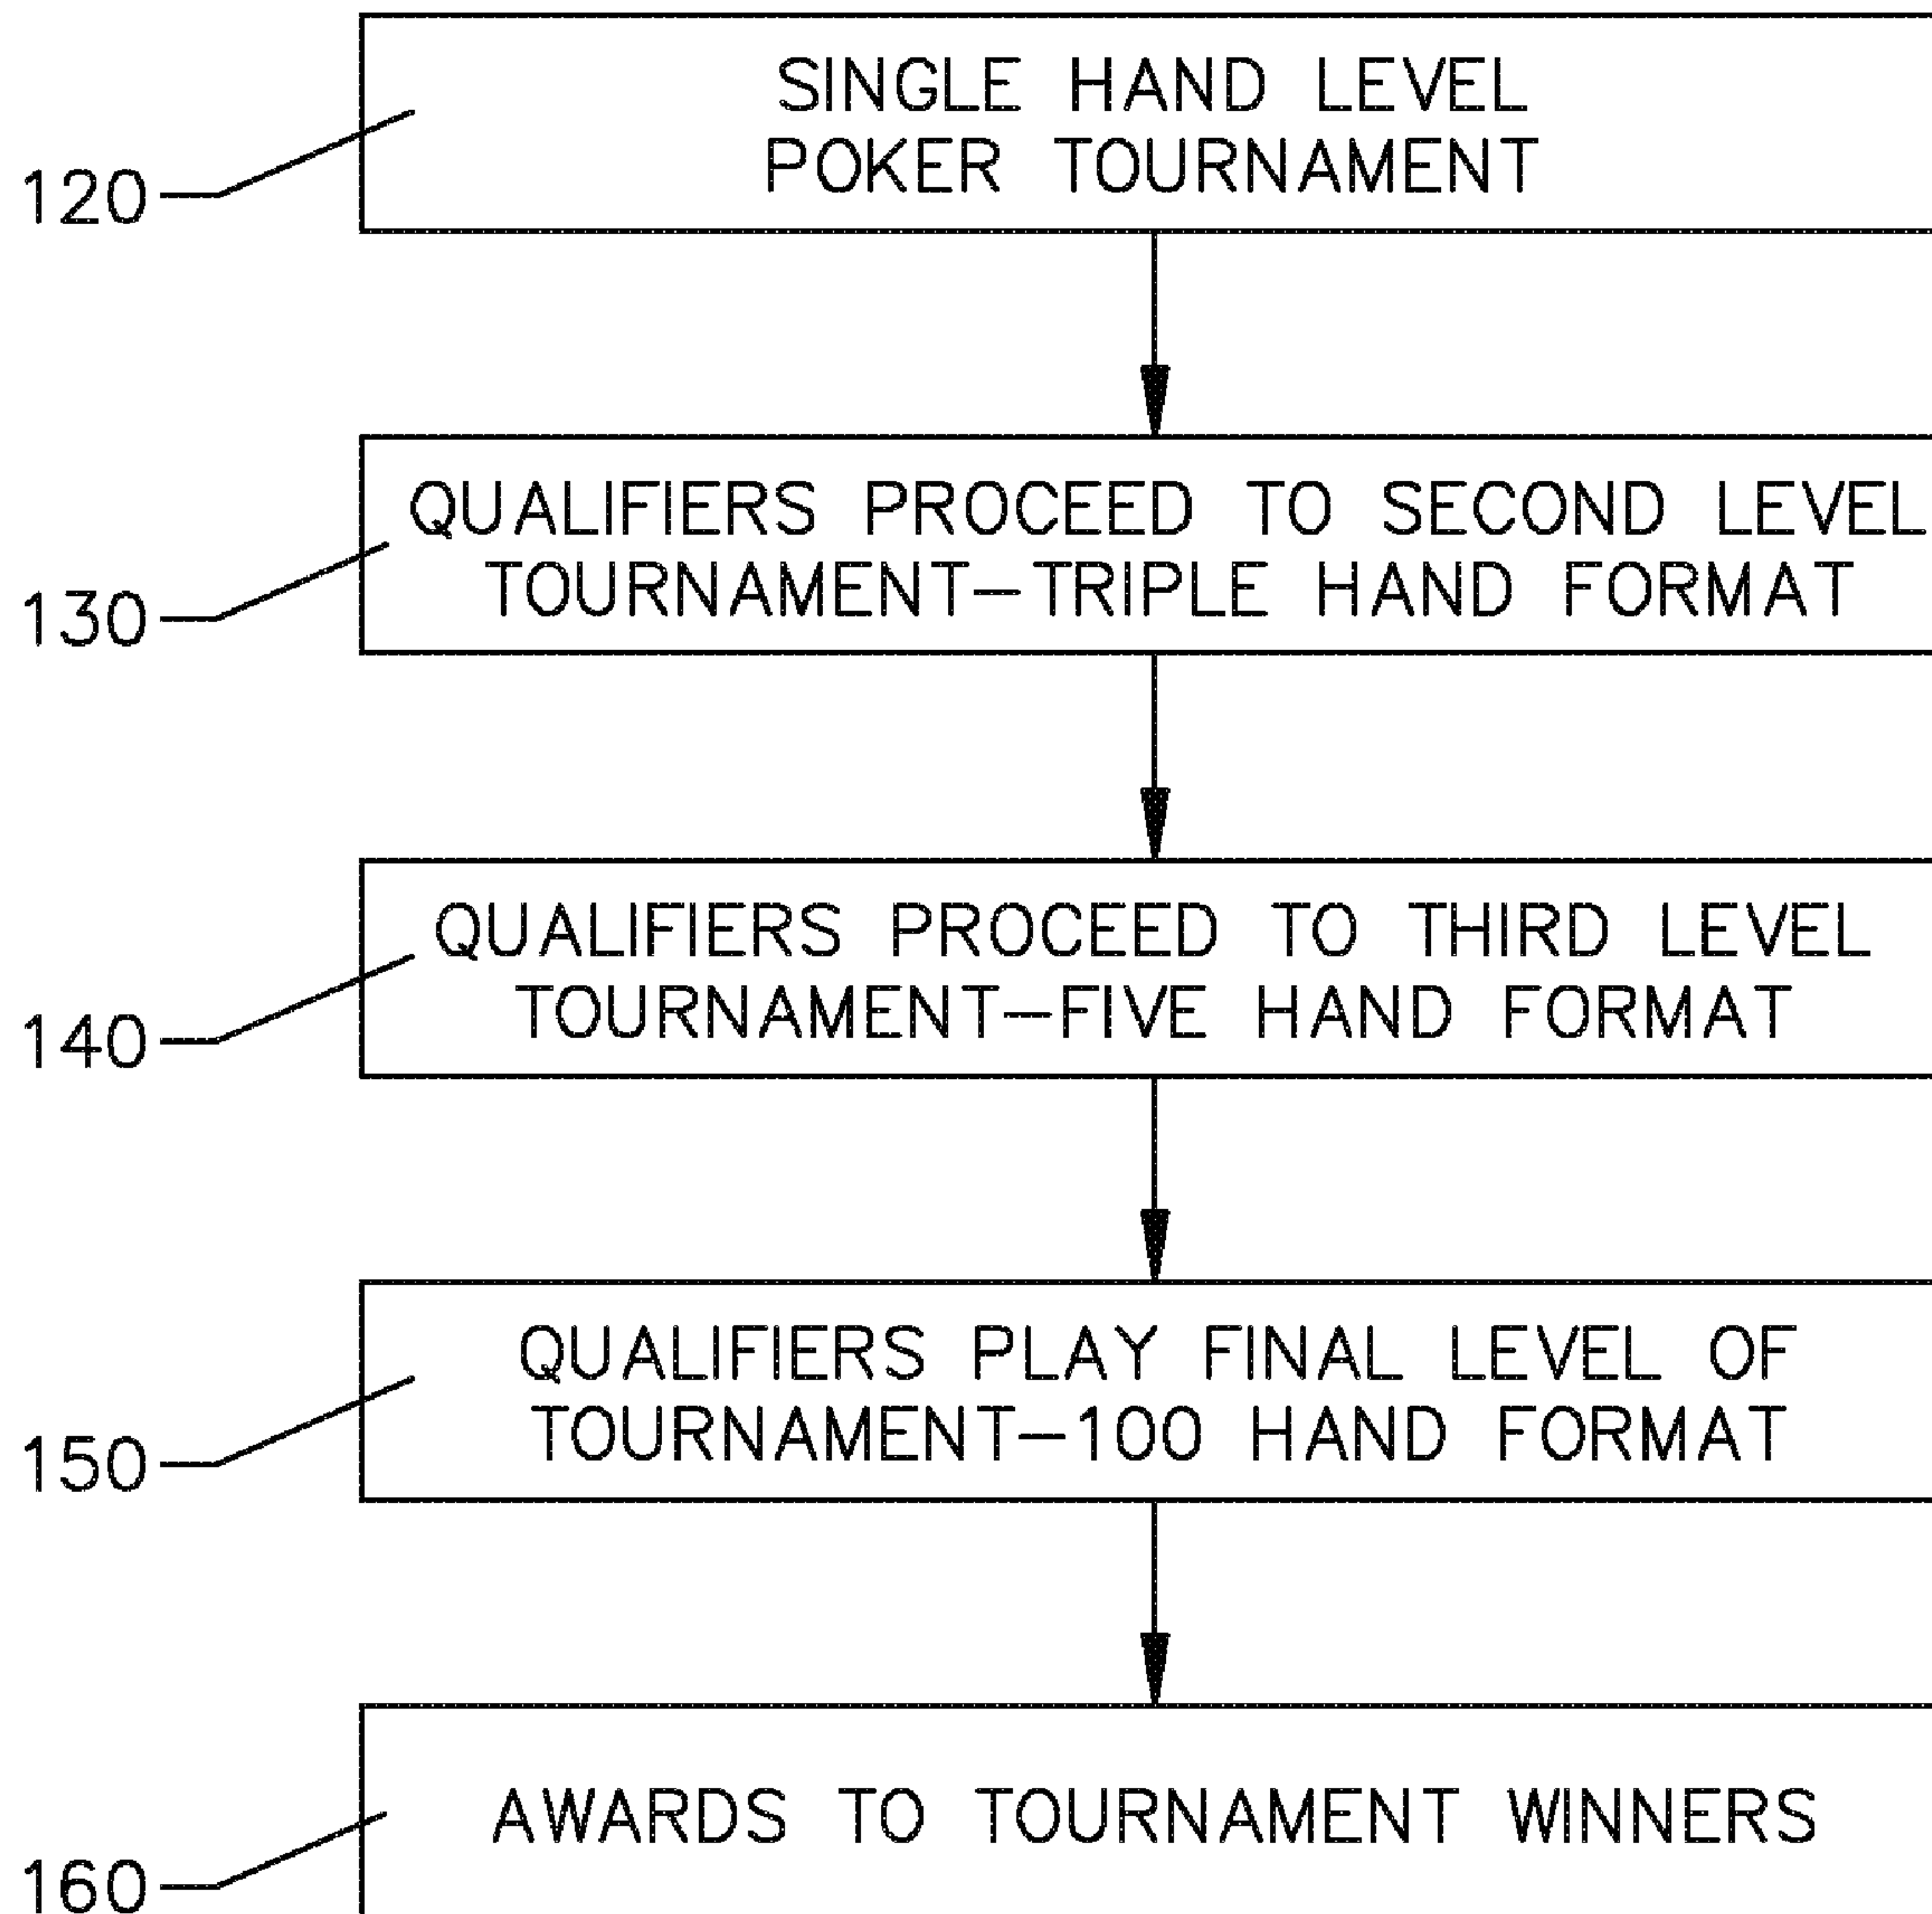 SINGLE HAND LEVEL
POKER TOURNAMENT
120
QUALIFIERS PROCEED TO SECOND LEVEL
TOURNAMENT-TRIPLE HAND FORMAT
130
QUALIFIERS PROCEED TO THIRD LEVEL
TOURNAMENT-FIVE HAND FORMAT
140
QUALIFIERS PLAY FINAL LEVEL OF
TOURNAMENT-100 HAND FORMAT
150
AWARDS TO TOURNAMENT WINNERS
160